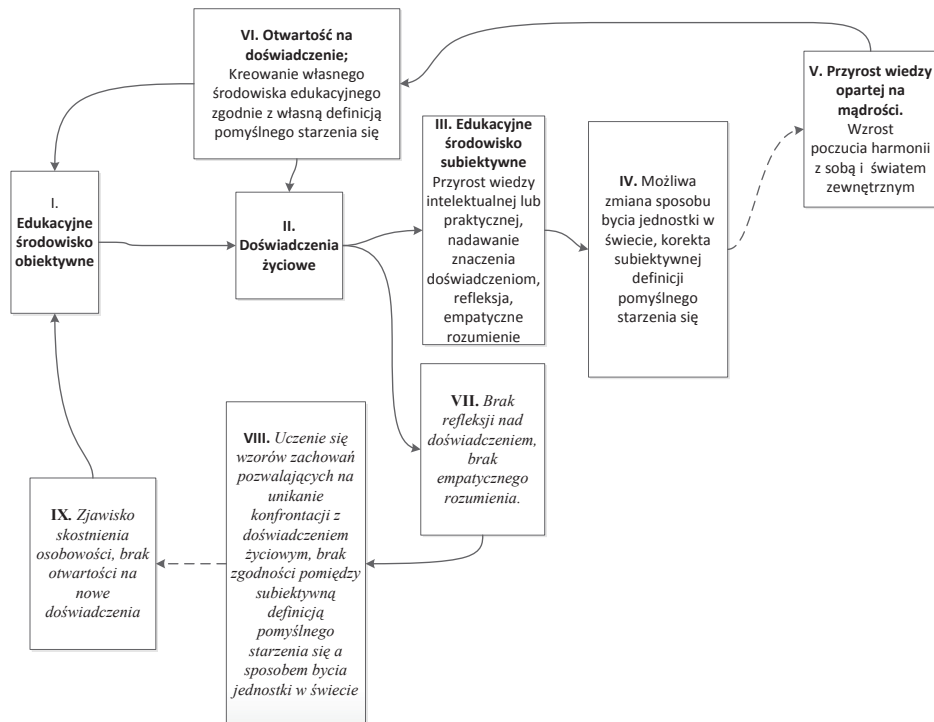 VI. Otwartość na
doświadczenie;
Kreowanie własnego
środowiska edukacyjnego
zgodnie z własną definicją
pomyślnego starzenia się
V. Przyrost wiedzy
opartej na
mądrości.
Wzrost
poczucia harmonii
z sobą i światem
zewnętrznym
I.
Edukacyjne
środowisko
obiektywne
II.
Doświadczenia
życiowe
III. Edukacyjne
środowisko
subiektywne
Przyrost wiedzy
intelektualnej lub
praktycznej,
nadawanie
znaczenia
doświadczeniom,
refleksja,
empatyczne
rozumienie
IV. Możliwa
zmiana sposobu
bycia jednostki w
świecie, korekta
subiektywnej
definicji
pomyślnego
starzenia się
VII. Brak
refleksji nad
doświadczeniem,
brak
empatycznego
rozumienia.
VIII. Uczenie się
wzorów zachowań
pozwalających na
unikanie
konfrontacji z
doświadczeniem
życiowym, brak
zgodności pomiędzy
subiektywną
definicją
pomyślnego
starzenia się a
sposobem bycia
jednostki w świecie
IX. Zjawisko
skostnienia
osobowości, brak
otwartości na
nowe
doświadczenia